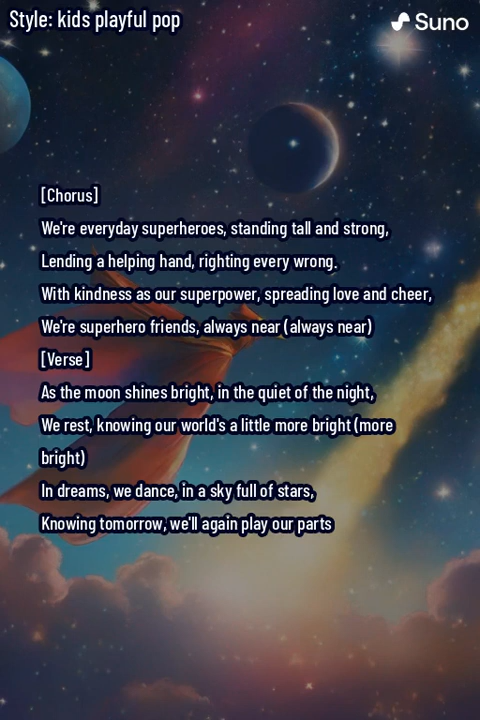 Style: kids playful pop
Suno
[Chorus]
We're everyday superheroes, standing tall and strong,
Lending a helping hand, righting every wrong.
With kindness as our superpower, spreading love and cheer,
We're superhero friends, always near (always near)
[Verse]
As the moon shines bright, in the quiet of the night,
We rest, knowing our world's a little more bright (more
bright)
In dreams, we dance, in a sky full of stars,
Knowing tomorrow, we'll again play our parts